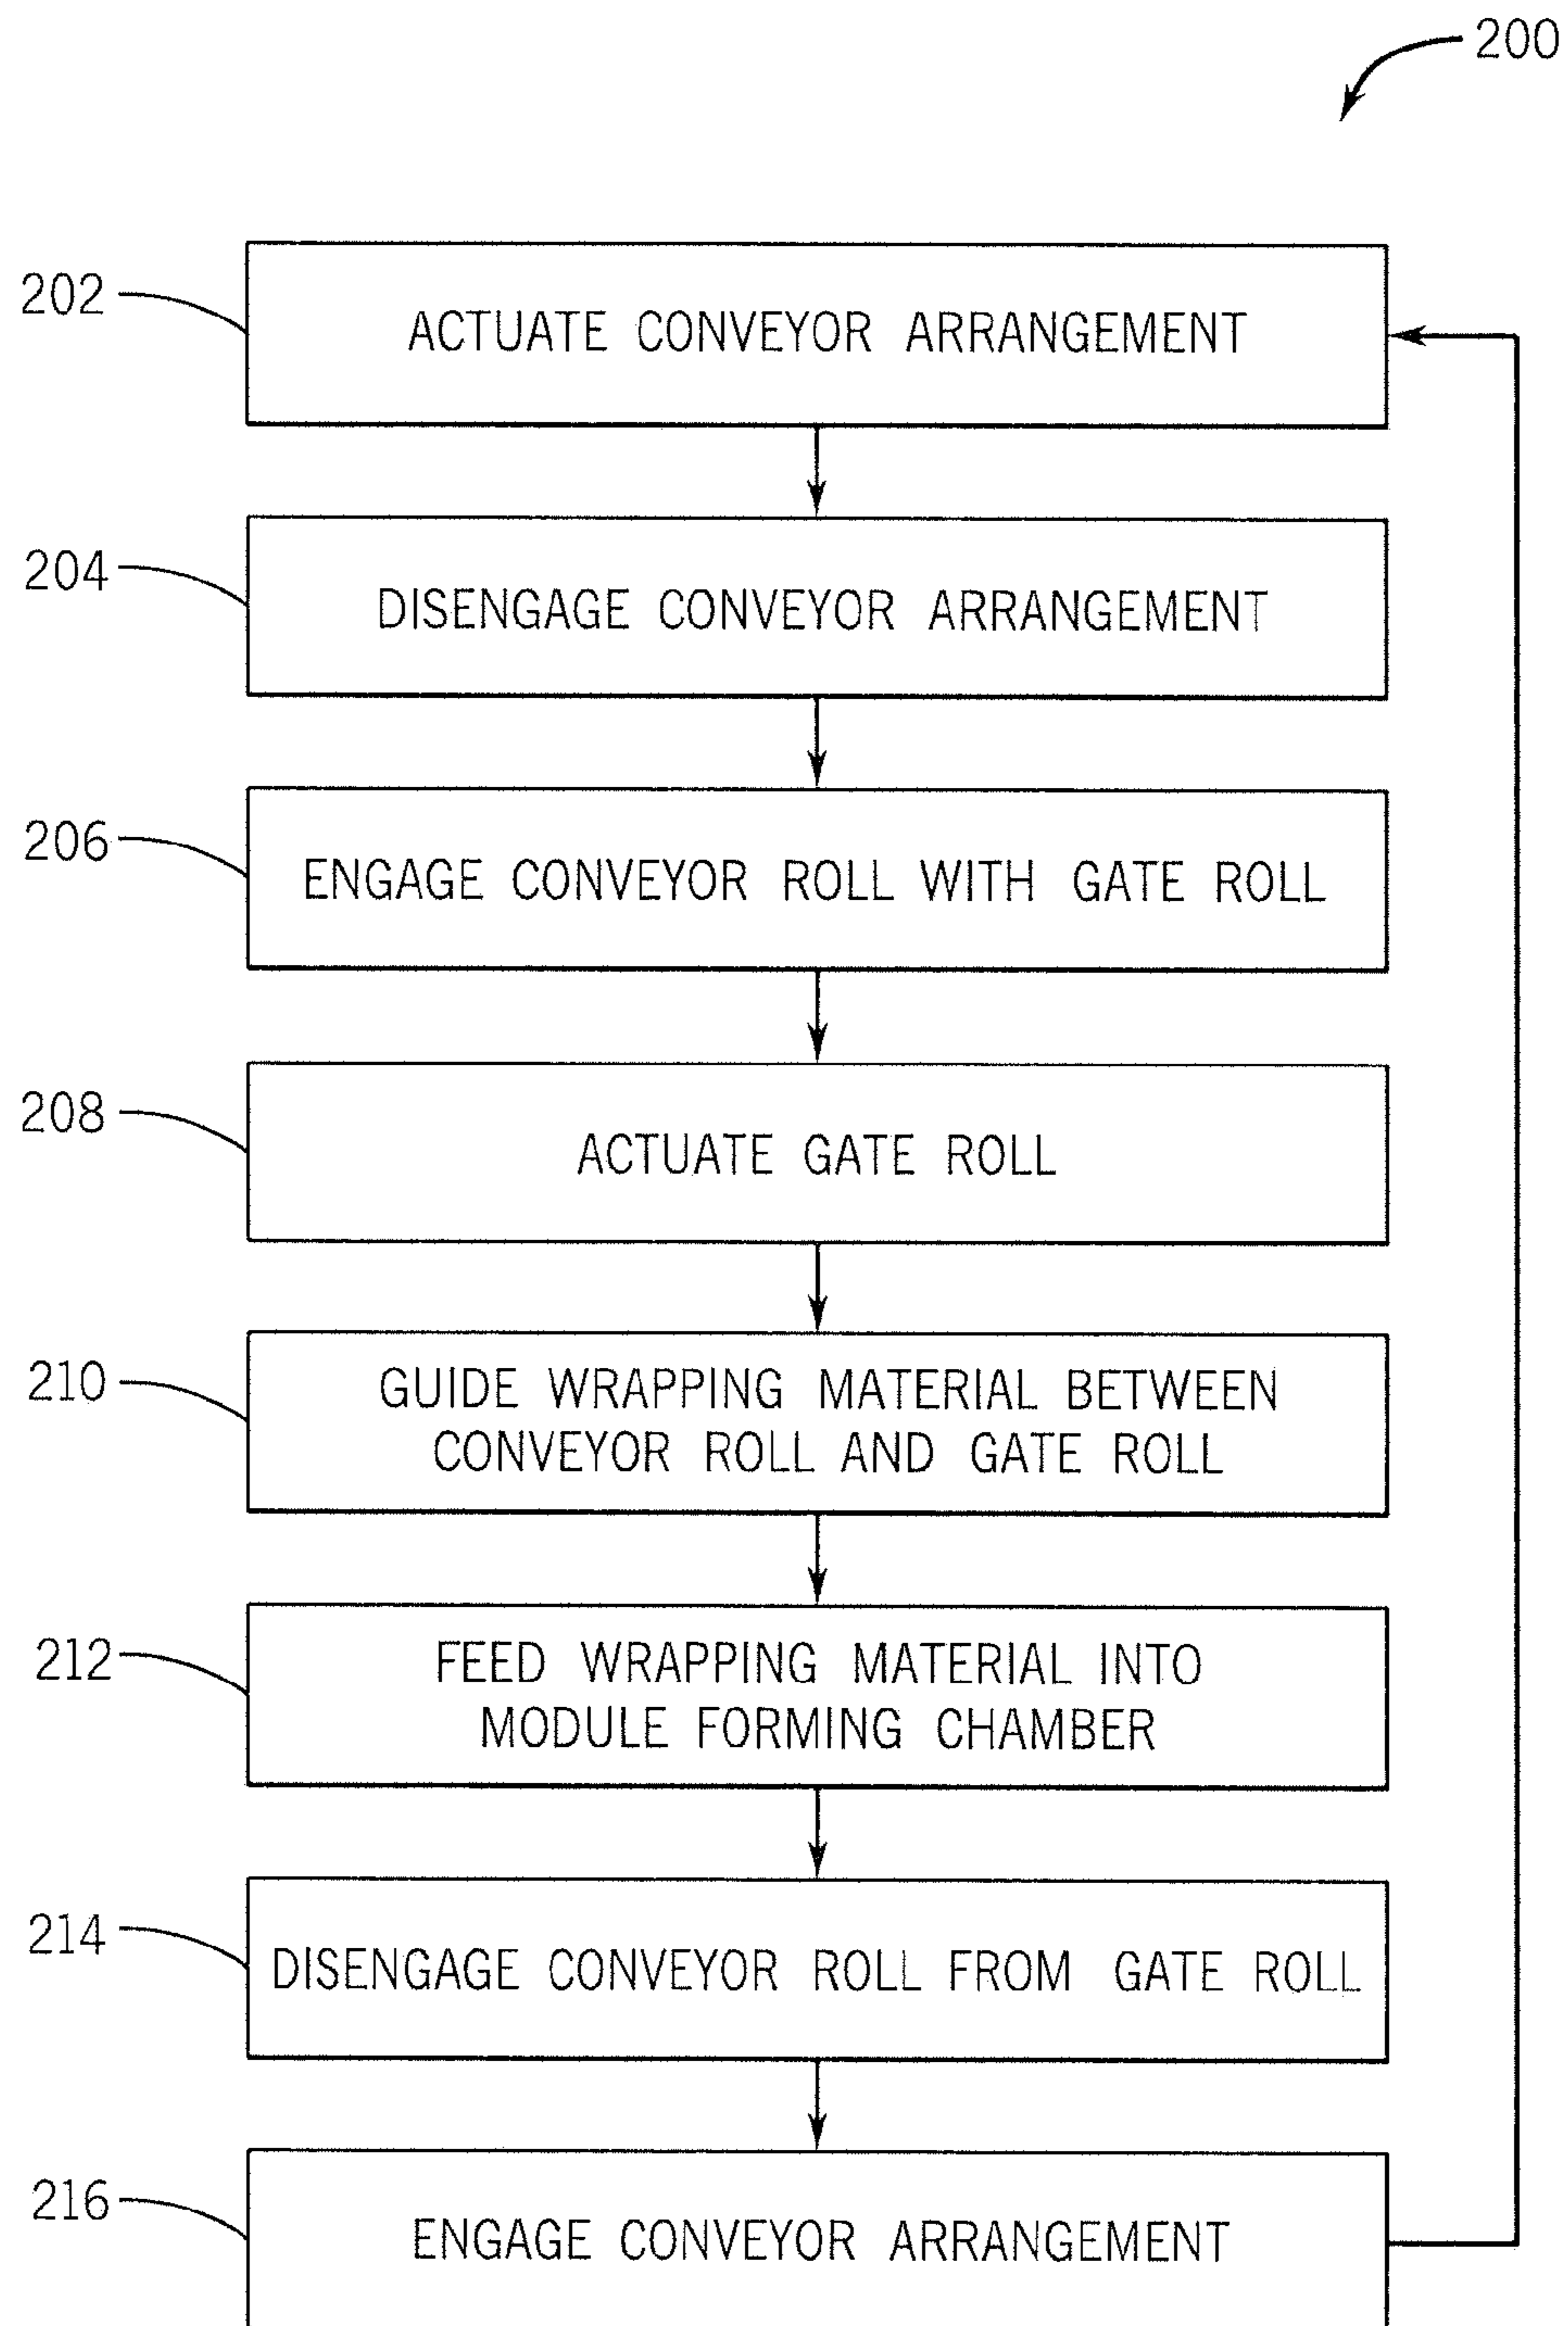 200
202
ACTUATE CONVEYOR ARRANGEMENT
204
DISENGAGE CONVEYOR ARRANGEMENT
206
ENGAGE CONVEYOR ROLL WITH GATE ROLL
208
ACTUATE GATE ROLL
210
GUIDE WRAPPING MATERIAL BETWEEN
CONVEYOR ROLL AND GATE ROLL
212
FEED WRAPPING MATERIAL INTO
MODULE FORMING CHAMBER
214
DISENGAGE CONVEYOR ROLL FROM GATE ROLL
216
ENGAGE CONVEYOR ARRANGEMENT